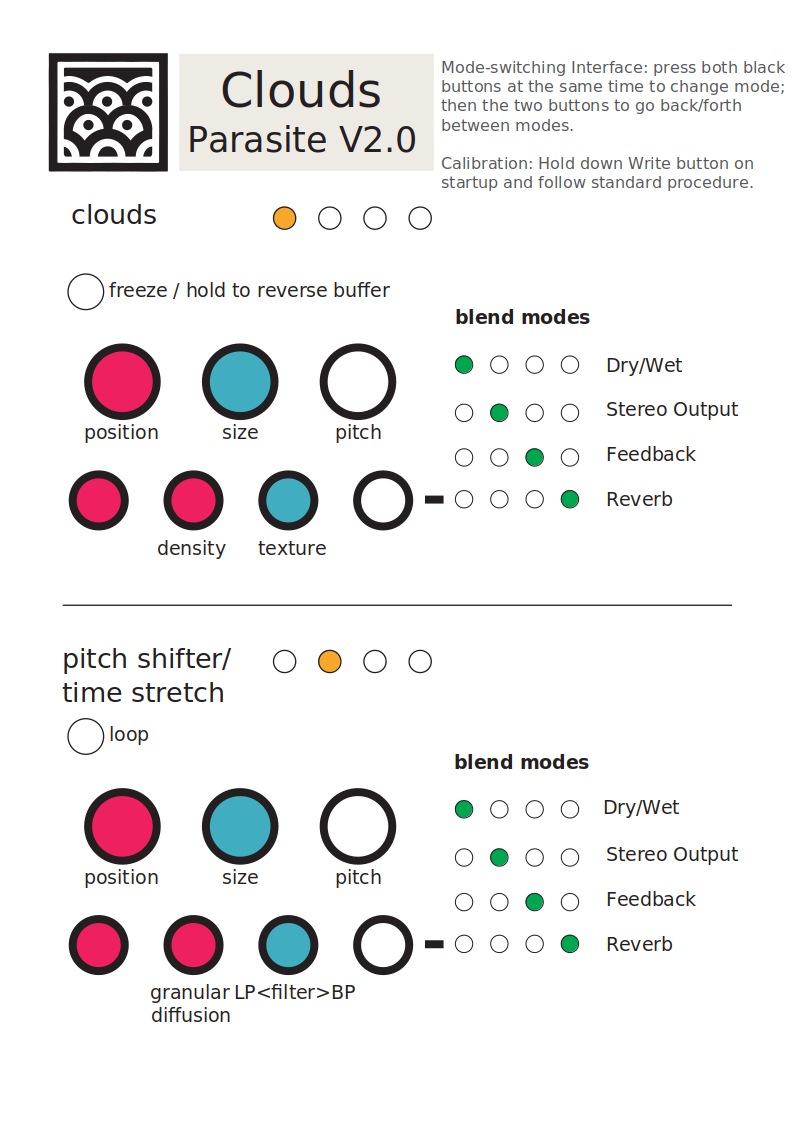 Clouds
Parasite V2.0
Mode-switching Interface: press both black
buttons at the same time to change mode;
then the two buttons to go back/forth
between modes.
Calibration: Hold down Write button on
startup and follow standard procedure.
clouds
freeze / hold to reverse buffer
position
size
pitch
density
texture
blend modes
Dry/Wet
Stereo Output
Feedback
Reverb
pitch shifter/
time stretch
loop
position
size
pitch
granular
diffusion
LP<filter>BP
blend modes
Dry/Wet
Stereo Output
Feedback
Reverb